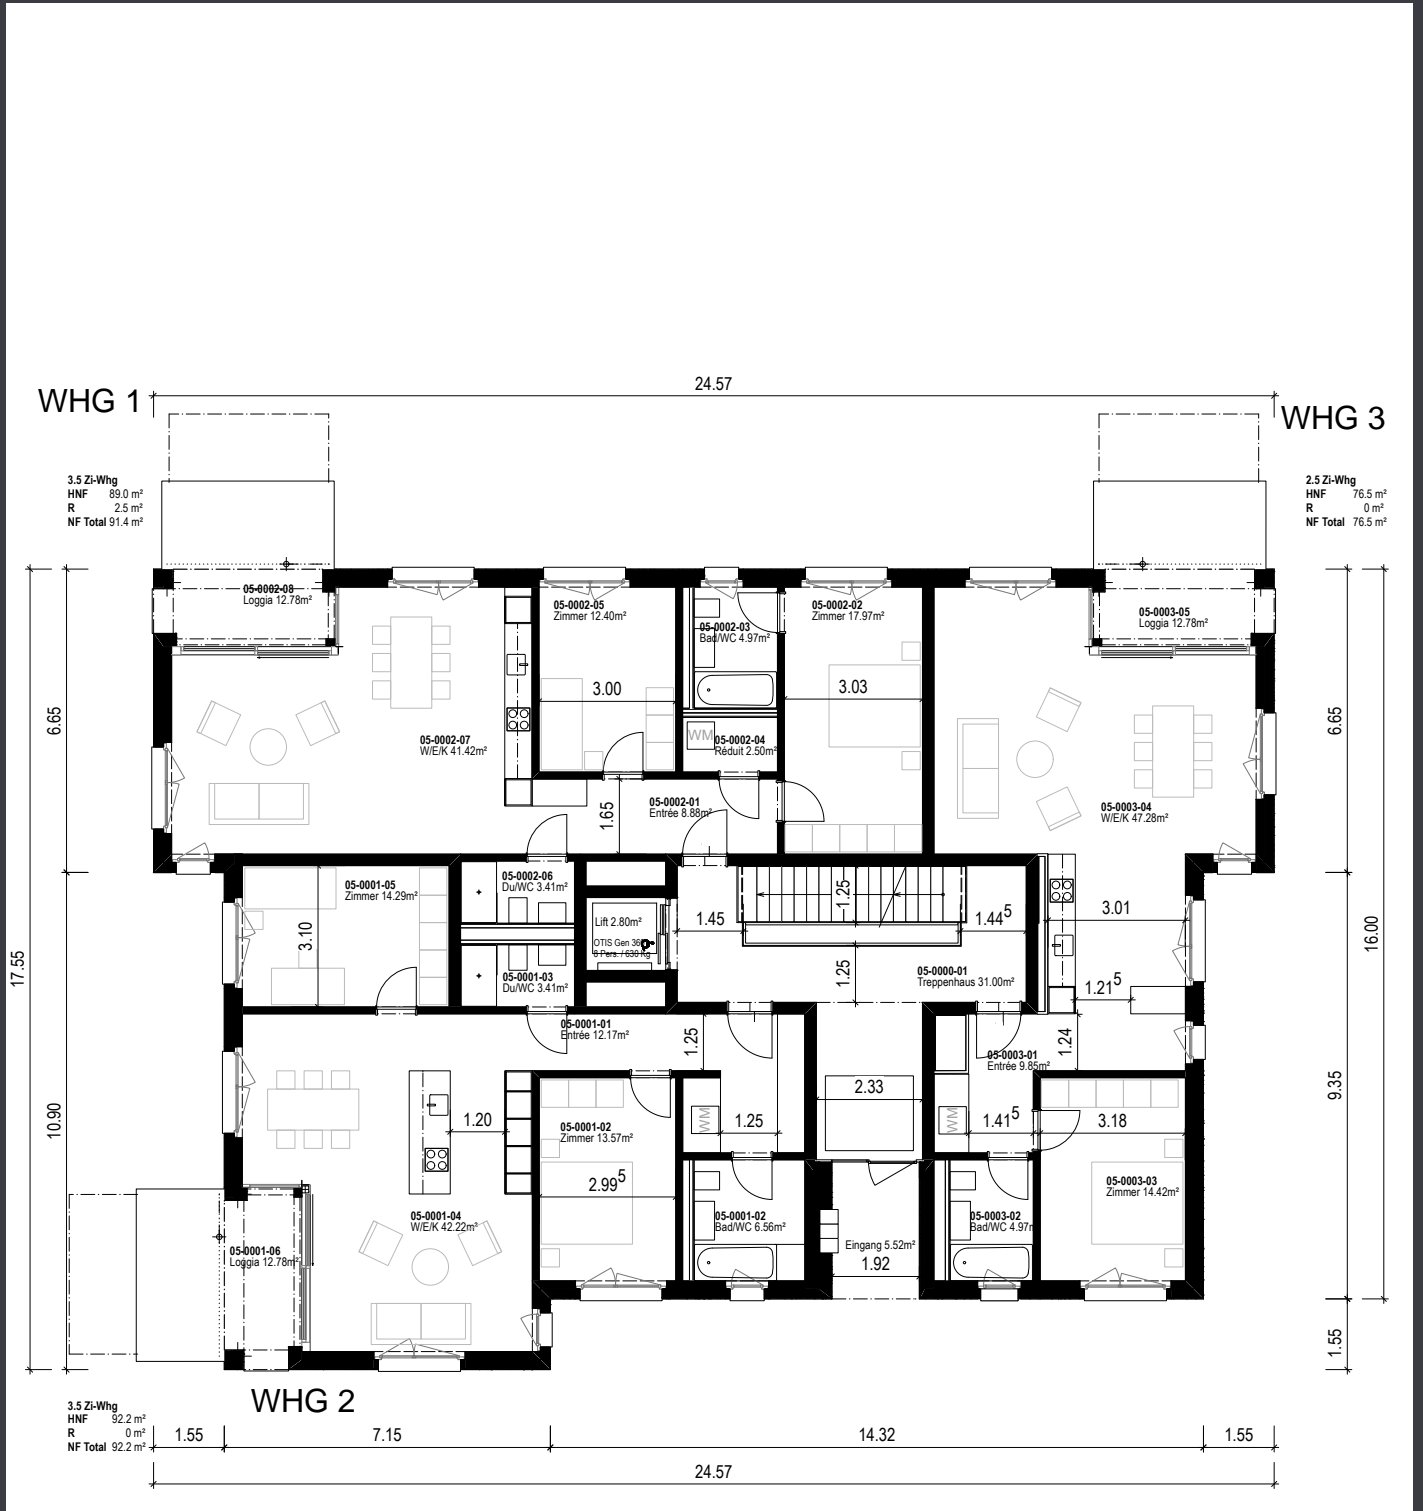 24.57
WHG 1
WHG 3
3.5 Zi-Whg
HNF 89.0 m²
R 2.5 m²
NF Total 91.4 m²
2.5 Zi-Whg
HNF 76.5 m²
R 0 m²
NF Total 76.5 m²
05-0002-08
Loggia 12.78m²
05-0002-05
Zimmer 12.40m²
05-0002-03
Bad/WC 4.97m²
05-0002-02
Zimmer 17.97m²
05-0003-05
Loggia 12.78m²
3.00
3.03
6.65
6.65
05-0002-07
W/E/K 41.42m²
WM
05-0002-04
Réduit 2.50m²
05-0002-01
Entrée 8.88m²
1.65
05-0003-04
W/E/K 47.28m²
05-0001-05
Zimmer 14.29m²
05-0002-06
Du/WC 3.41m²
1.25
3.10
Lift 2.80m²
OTIS Gen 360
8 Pers. / 630 Kg
1.45
1.44⁵
3.01
16.00
17.55
05-0001-03
Du/WC 3.41m²
1.25
05-0000-01
Treppenhaus 31.00m²
1.21⁵
05-0001-01
Entrée 12.17m²
1.25
1.24
05-0003-01
Entrée 9.85m²
2.33
9.35
10.90
1.20
05-0001-02
Zimmer 13.57m²
WM
1.25
WM
1.41⁵
3.18
2.99⁵
05-0003-03
Zimmer 14.42m²
05-0001-04
W/E/K 42.22m²
05-0001-02
Bad/WC 6.56m²
05-0003-02
Bad/WC 4.97m
05-0001-06
Loggia 12.78m²
Eingang 5.52m²
1.92
1.55
WHG 2
3.5 Zi-Whg
HNF 92.2 m²
R 0 m²
NF Total 92.2 m²
1.55
7.15
14.32
1.55
24.57